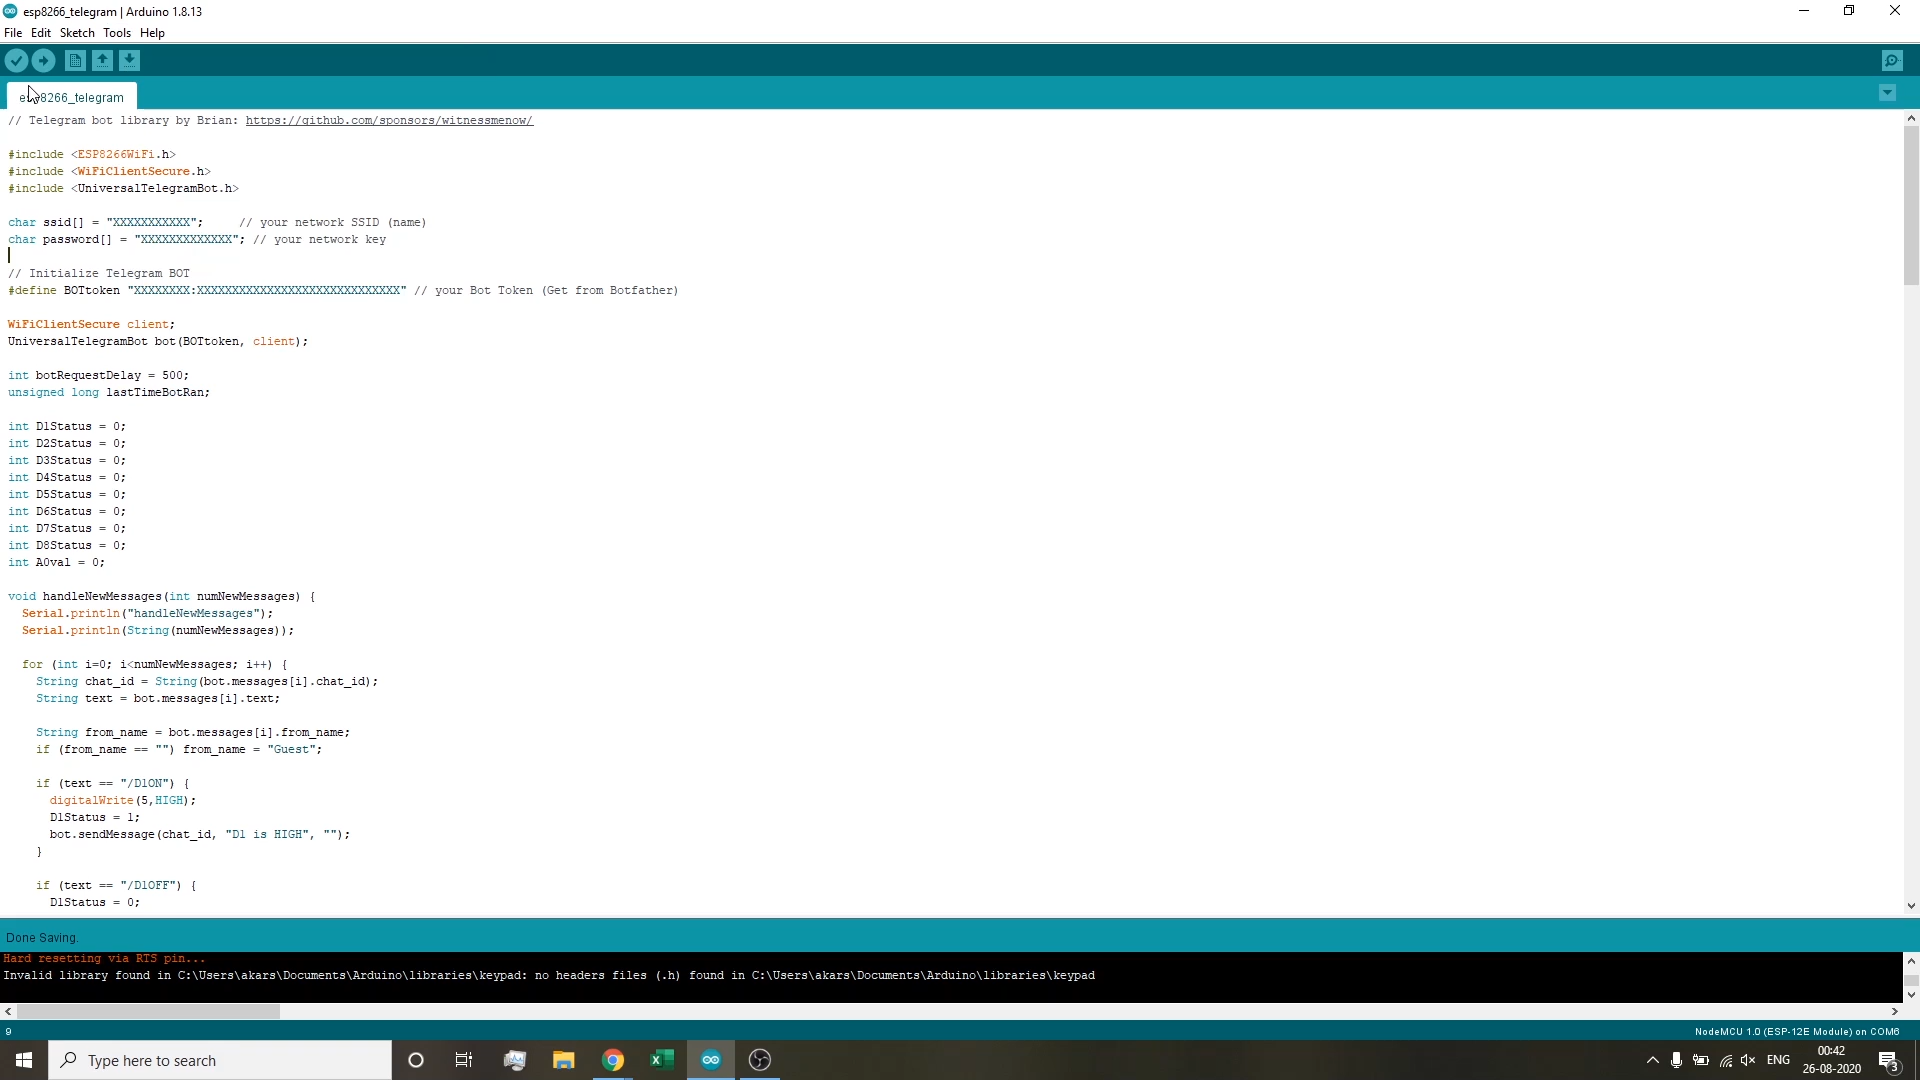 esp8266_telegram | Arduino 1.8.13
File Edit Sketch Tools Help
esp8266_telegram
// Telegram bot library by Brian: https://github.com/sponsors/witnessmenow/
#include <ESP8266WiFi.h>
#include <WiFiClientSecure.h>
#include <UniversalTelegramBot.h>
char ssid[] = "XXXXXXXXXXX";     // your network SSID (name)
char password[] = "XXXXXXXXXXXXX"; // your network key
// Initialize Telegram BOT
#define BOTtoken "XXXXXXXX:XXXXXXXXXXXXXXXXXXXXXXXXXXXXX" // your Bot Token (Get from Botfather)
WiFiClientSecure client;
UniversalTelegramBot bot(BOTtoken, client);
int botRequestDelay = 500;
unsigned long lastTimeBotRan;
int D1Status = 0;
int D2Status = 0;
int D3Status = 0;
int D4Status = 0;
int D5Status = 0;
int D6Status = 0;
int D7Status = 0;
int D8Status = 0;
int A0val = 0;
void handleNewMessages(int numNewMessages) {
  Serial.println("handleNewMessages");
  Serial.println(String(numNewMessages));
  for (int i=0; i<numNewMessages; i++) {
    String chat_id = String(bot.messages[i].chat_id);
    String text = bot.messages[i].text;
    String from_name = bot.messages[i].from_name;
    if (from_name == "") from_name = "Guest";
    if (text == "/D1ON") {
      digitalWrite(5,HIGH);
      D1Status = 1;
      bot.sendMessage(chat_id, "D1 is HIGH", "");
    }
    if (text == "/D1OFF") {
      D1Status = 0;
Done Saving.
Hard resetting via RTS pin...
Invalid library found in C:\Users\akars\Documents\Arduino\libraries\keypad: no headers files (.h) found in C:\Users\akars\Documents\Arduino\libraries\keypad
9
NodeMCU 1.0 (ESP-12E Module) on COM6
Type here to search
ENG
00:42
26-08-2020
3